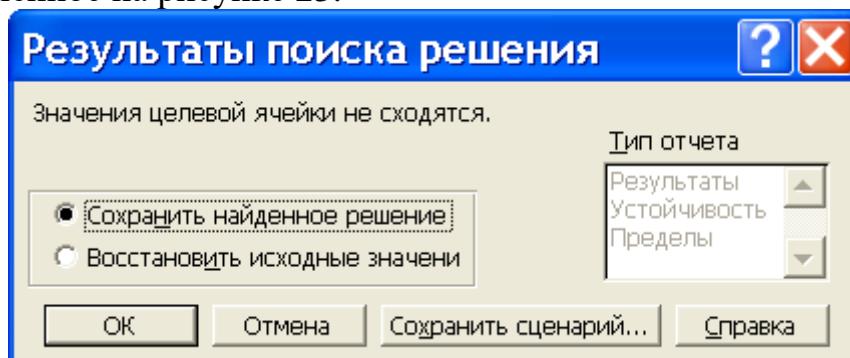 Результаты поиска решения
Значения целевой ячейки не сходятся.
Тип отчета
Результаты
Устойчивость
Пределы
Сохранить найденное решение
Восстановить исходные значени
ОК
Отмена
Сохранить сценарий...
Справка